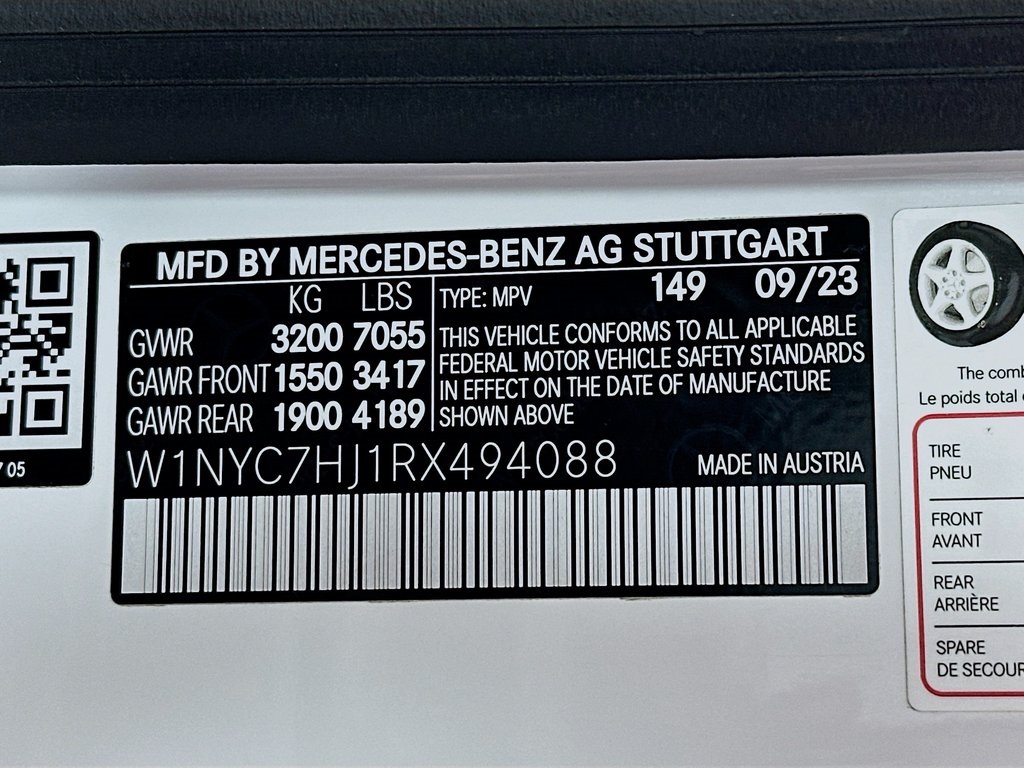 MFD BY MERCEDES-BENZ AG STUTTGART
KG LBS
GVWR 3200 7055
GAWR FRONT 1550 3417
GAWR REAR 1900 4189
TYPE: MPV 149 09/23
THIS VEHICLE CONFORMS TO ALL APPLICABLE
FEDERAL MOTOR VEHICLE SAFETY STANDARDS
IN EFFECT ON THE DATE OF MANUFACTURE
SHOWN ABOVE
W1NYC7HJ1RX494088
MADE IN AUSTRIA
05
The comb
Le poids total
TIRE
PNEU
FRONT
AVANT
REAR
ARRIÈRE
SPARE
DE SECOUR